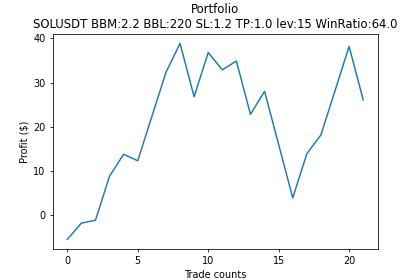 Portfolio
SOLUSDT BBM:2.2 BBL:220 SL:1.2 TP:1.0 lev:15 WinRatio:64.0
40
30
20
10
0
Profit ($)
0 5 10 15 20
Trade counts